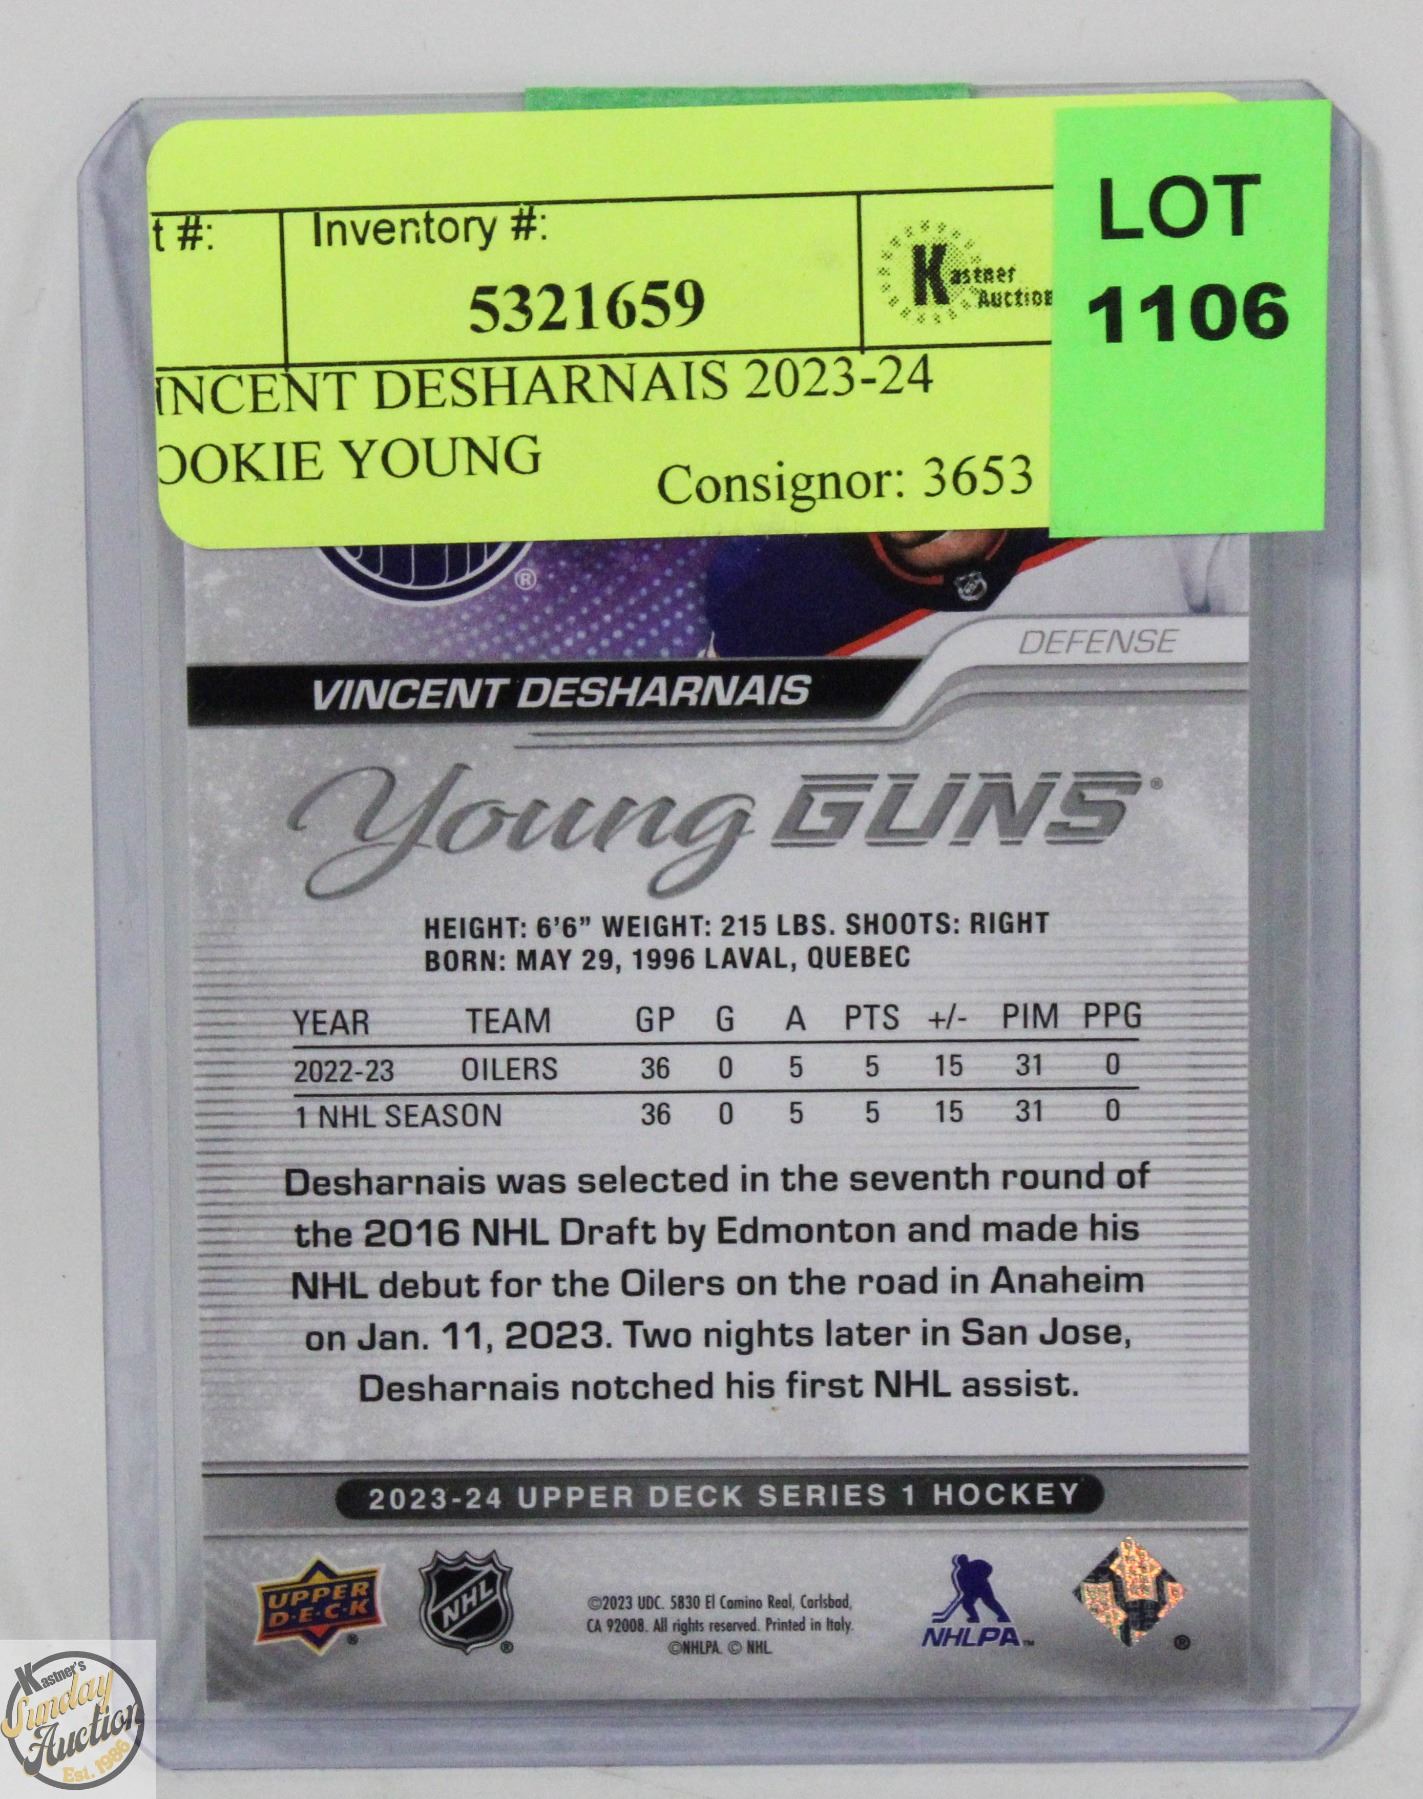 t #:
Inventory #:
5321659
Kastner
Auction
LOT
1106
INCENT DESHARNAIS 2023-24
OOKIE YOUNG
Consignor: 3653
®
DEFENSE
VINCENT DESHARNAIS
Young GUNS®
HEIGHT: 6'6" WEIGHT: 215 LBS. SHOOTS: RIGHT
BORN: MAY 29, 1996 LAVAL, QUEBEC
YEAR TEAM GP G A PTS +/- PIM PPG
2022-23 OILERS 36 0 5 5 15 31 0
1 NHL SEASON 36 0 5 5 15 31 0
Desharnais was selected in the seventh round of
the 2016 NHL Draft by Edmonton and made his
NHL debut for the Oilers on the road in Anaheim
on Jan. 11, 2023. Two nights later in San Jose,
Desharnais notched his first NHL assist.
2023-24 UPPER DECK SERIES 1 HOCKEY
UPPER
D·E·C·K
®
NHL
®
©2023 UDC. 5830 El Camino Real, Carlsbad,
CA 92008. All rights reserved. Printed in Italy.
©NHLPA. © NHL
NHLPA™
®
Kastner's
Sunday
Auction
Est. 1986